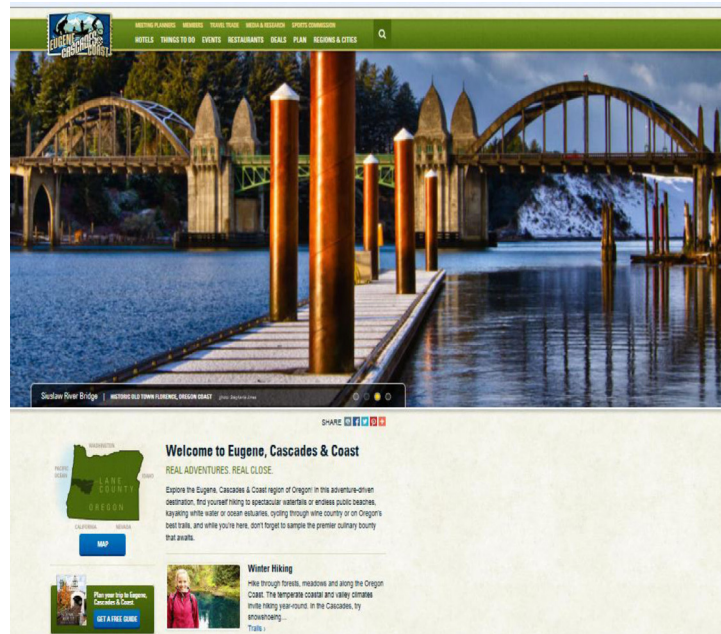 EUGENE
CASCADES
COAST
MEETING PLANNERS MEMBERS TRAVEL TRADE MEDIA & RESEARCH SPORTS COMMISSION
HOTELS THINGS TO DO EVENTS RESTAURANTS DEALS PLAN REGIONS & CITIES
Siuslaw River Bridge | HISTORIC OLD TOWN FLORENCE, OREGON COAST
SHARE
WASHINGTON
PACIFIC
OCEAN
IDAHO
LANE
COUNTY
OREGON
CALIFORNIA NEVADA
MAP
Plan your trip to Eugene,
Cascades & Coast.
GET A FREE GUIDE
Welcome to Eugene, Cascades & Coast
REAL ADVENTURES. REAL CLOSE.
Explore the Eugene, Cascades & Coast region of Oregon! In this adventure-driven
destination, find yourself hiking to spectacular waterfalls or endless public beaches,
kayaking white water or ocean estuaries, cycling through wine country or on Oregon's
best trails, and while you're here, don't forget to sample the premier culinary bounty
that awaits.
Winter Hiking
Hike through forests, meadows and along the Oregon
Coast. The temperate coastal and valley climates
invite hiking year-round. In the Cascades, try
snowshoeing...
Trails ›